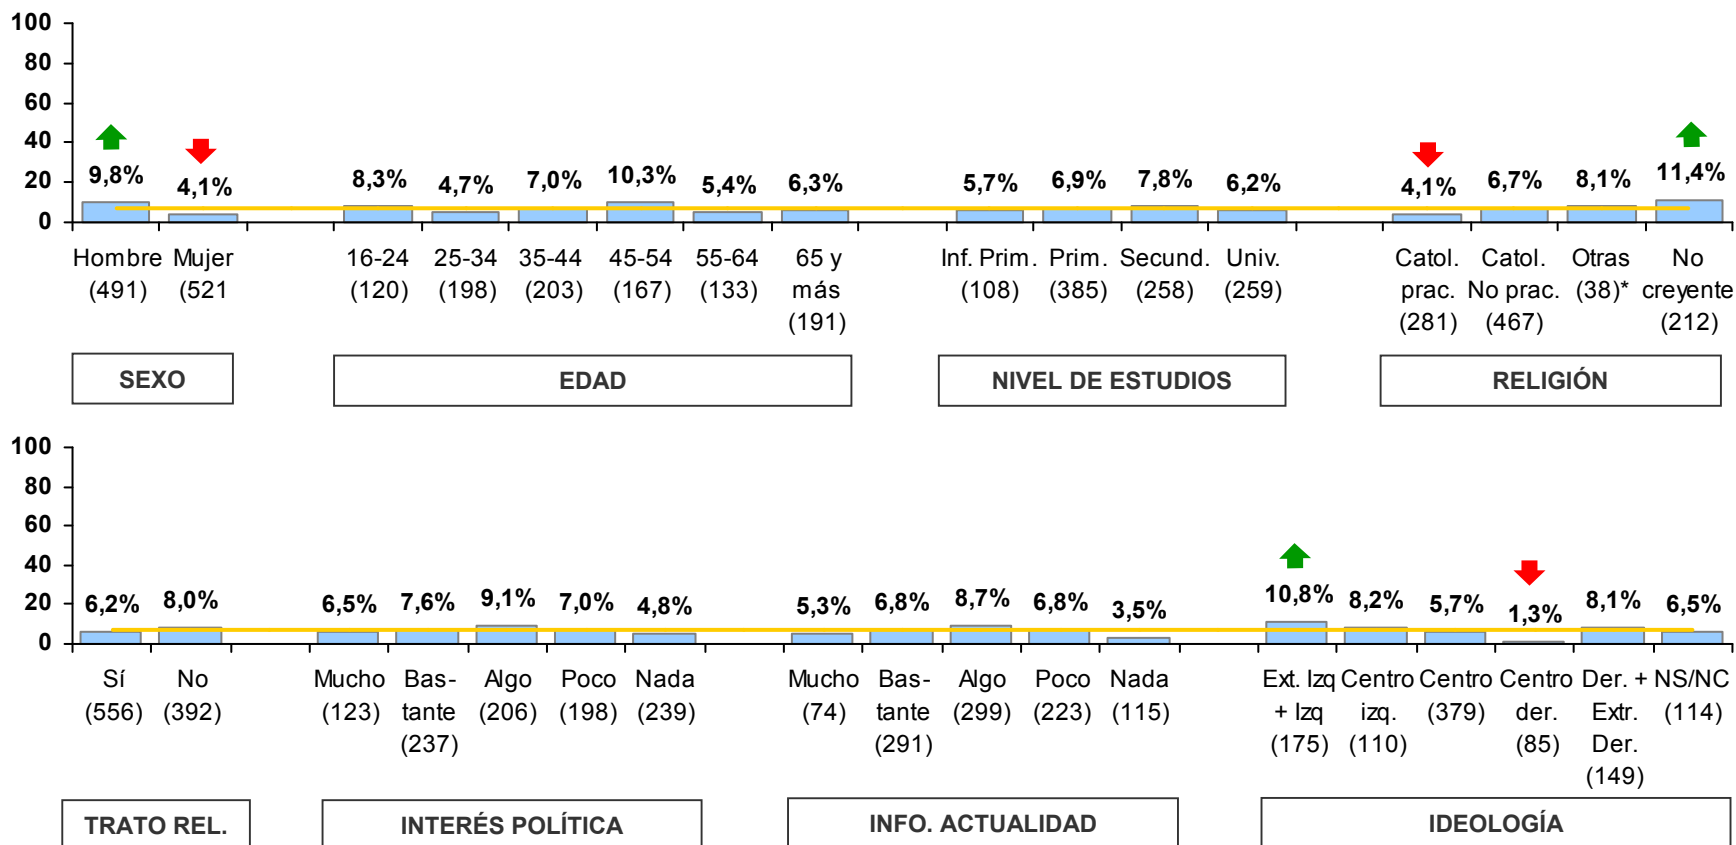 100
80
60
40
20
0
9,8% 4,1% 8,3% 4,7% 7,0% 10,3% 5,4% 6,3% 5,7% 6,9% 7,8% 6,2% 4,1% 6,7% 8,1% 11,4%
Hombre Mujer 16-24 25-34 35-44 45-54 55-64 65 y Inf. Prim. Prim. Secund. Univ. Catol. Catol. Otras No
(491) (521 (120) (198) (203) (167) (133) más (108) (385) (258) (259) prac. No prac. (38)* creyente
(191) (281) (467) (212)
SEXO EDAD NIVEL DE ESTUDIOS RELIGIÓN
100
80
60
40
20
0
6,2% 8,0% 6,5% 7,6% 9,1% 7,0% 4,8% 5,3% 6,8% 8,7% 6,8% 3,5% 10,8% 8,2% 5,7% 1,3% 8,1% 6,5%
Sí No Mucho Bas- Algo Poco Nada Mucho Bas- Algo Poco Nada Ext. Izq Centro Centro Centro Der. + NS/NC
(556) (392) (123) tante (206) (198) (239) (74) tante (299) (223) (115) + Izq izq. (379) der. Extr. (114)
(237) (291) (175) (110) (85) Der.
(149)
TRATO REL. INTERÉS POLÍTICA INFO. ACTUALIDAD IDEOLOGÍA